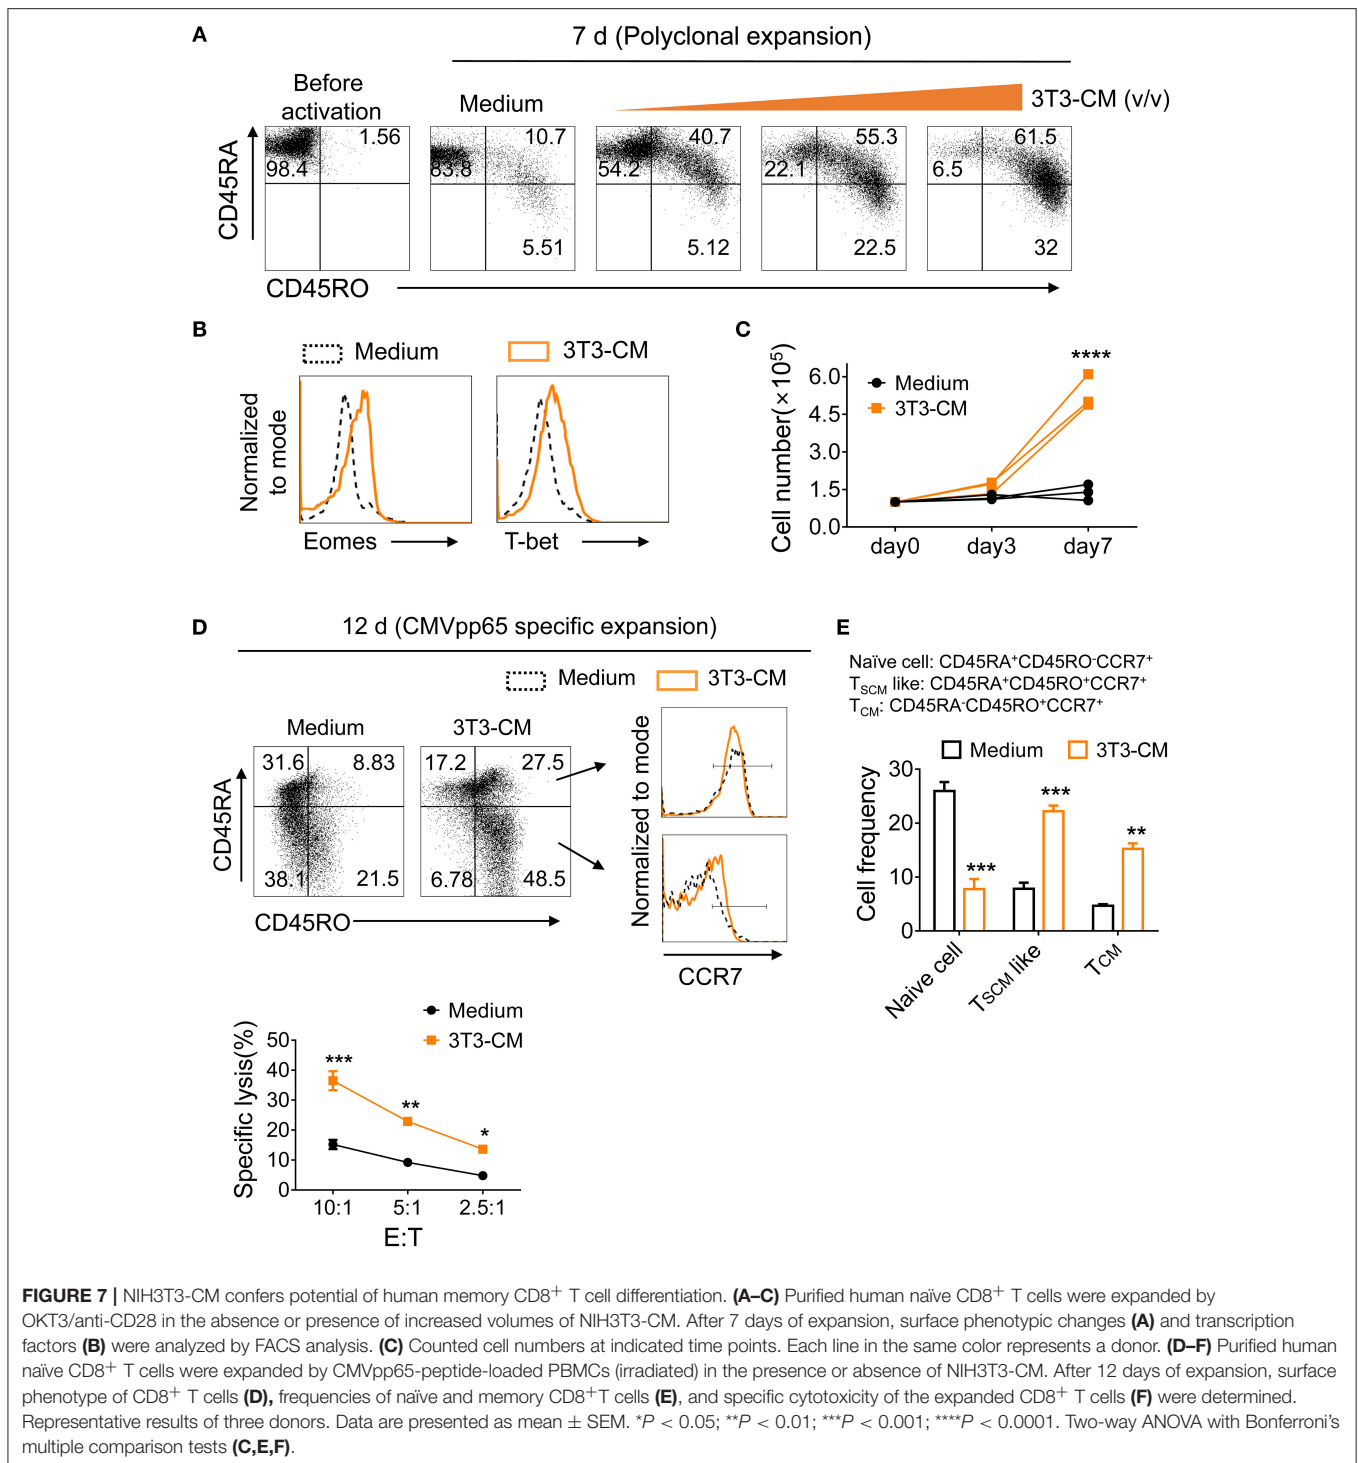 A
7 d (Polyclonal expansion)
Before
activation
Medium
3T3-CM (v/v)
CD45RA
1.56
98.4
10.7
83.8
5.51
40.7
54.2
5.12
55.3
22.1
22.5
61.5
6.5
32
CD45RO
B
Medium
3T3-CM
Normalized
to mode
Eomes
T-bet
C
Cell number(×10⁵)
****
Medium
3T3-CM
6.0
4.5
3.0
1.5
0.0
day0
day3
day7
D
12 d (CMVpp65 specific expansion)
Medium
3T3-CM
Medium
3T3-CM
CD45RA
31.6
8.83
38.1
21.5
17.2
27.5
6.78
48.5
CD45RO
Normalized to mode
CCR7
E
Naïve cell: CD45RA⁺CD45RO⁻CCR7⁺
TSCM like: CD45RA⁺CD45RO⁺CCR7⁺
TCM: CD45RA⁻CD45RO⁺CCR7⁺
Medium
3T3-CM
Cell frequency
30
20
10
0
***
***
**
Naive cell
TSCM like
TCM
Medium
3T3-CM
Specific lysis(%)
50
40
30
20
10
0
***
**
*
10:1
5:1
2.5:1
E:T
FIGURE 7 | NIH3T3-CM confers potential of human memory CD8⁺ T cell differentiation. (A–C) Purified human naïve CD8⁺ T cells were expanded by
OKT3/anti-CD28 in the absence or presence of increased volumes of NIH3T3-CM. After 7 days of expansion, surface phenotypic changes (A) and transcription
factors (B) were analyzed by FACS analysis. (C) Counted cell numbers at indicated time points. Each line in the same color represents a donor. (D–F) Purified human
naïve CD8⁺ T cells were expanded by CMVpp65-peptide-loaded PBMCs (irradiated) in the presence or absence of NIH3T3-CM. After 12 days of expansion, surface
phenotype of CD8⁺ T cells (D), frequencies of naïve and memory CD8⁺T cells (E), and specific cytotoxicity of the expanded CD8⁺ T cells (F) were determined.
Representative results of three donors. Data are presented as mean ± SEM. *P < 0.05; **P < 0.01; ***P < 0.001; ****P < 0.0001. Two-way ANOVA with Bonferroni's
multiple comparison tests (C,E,F).